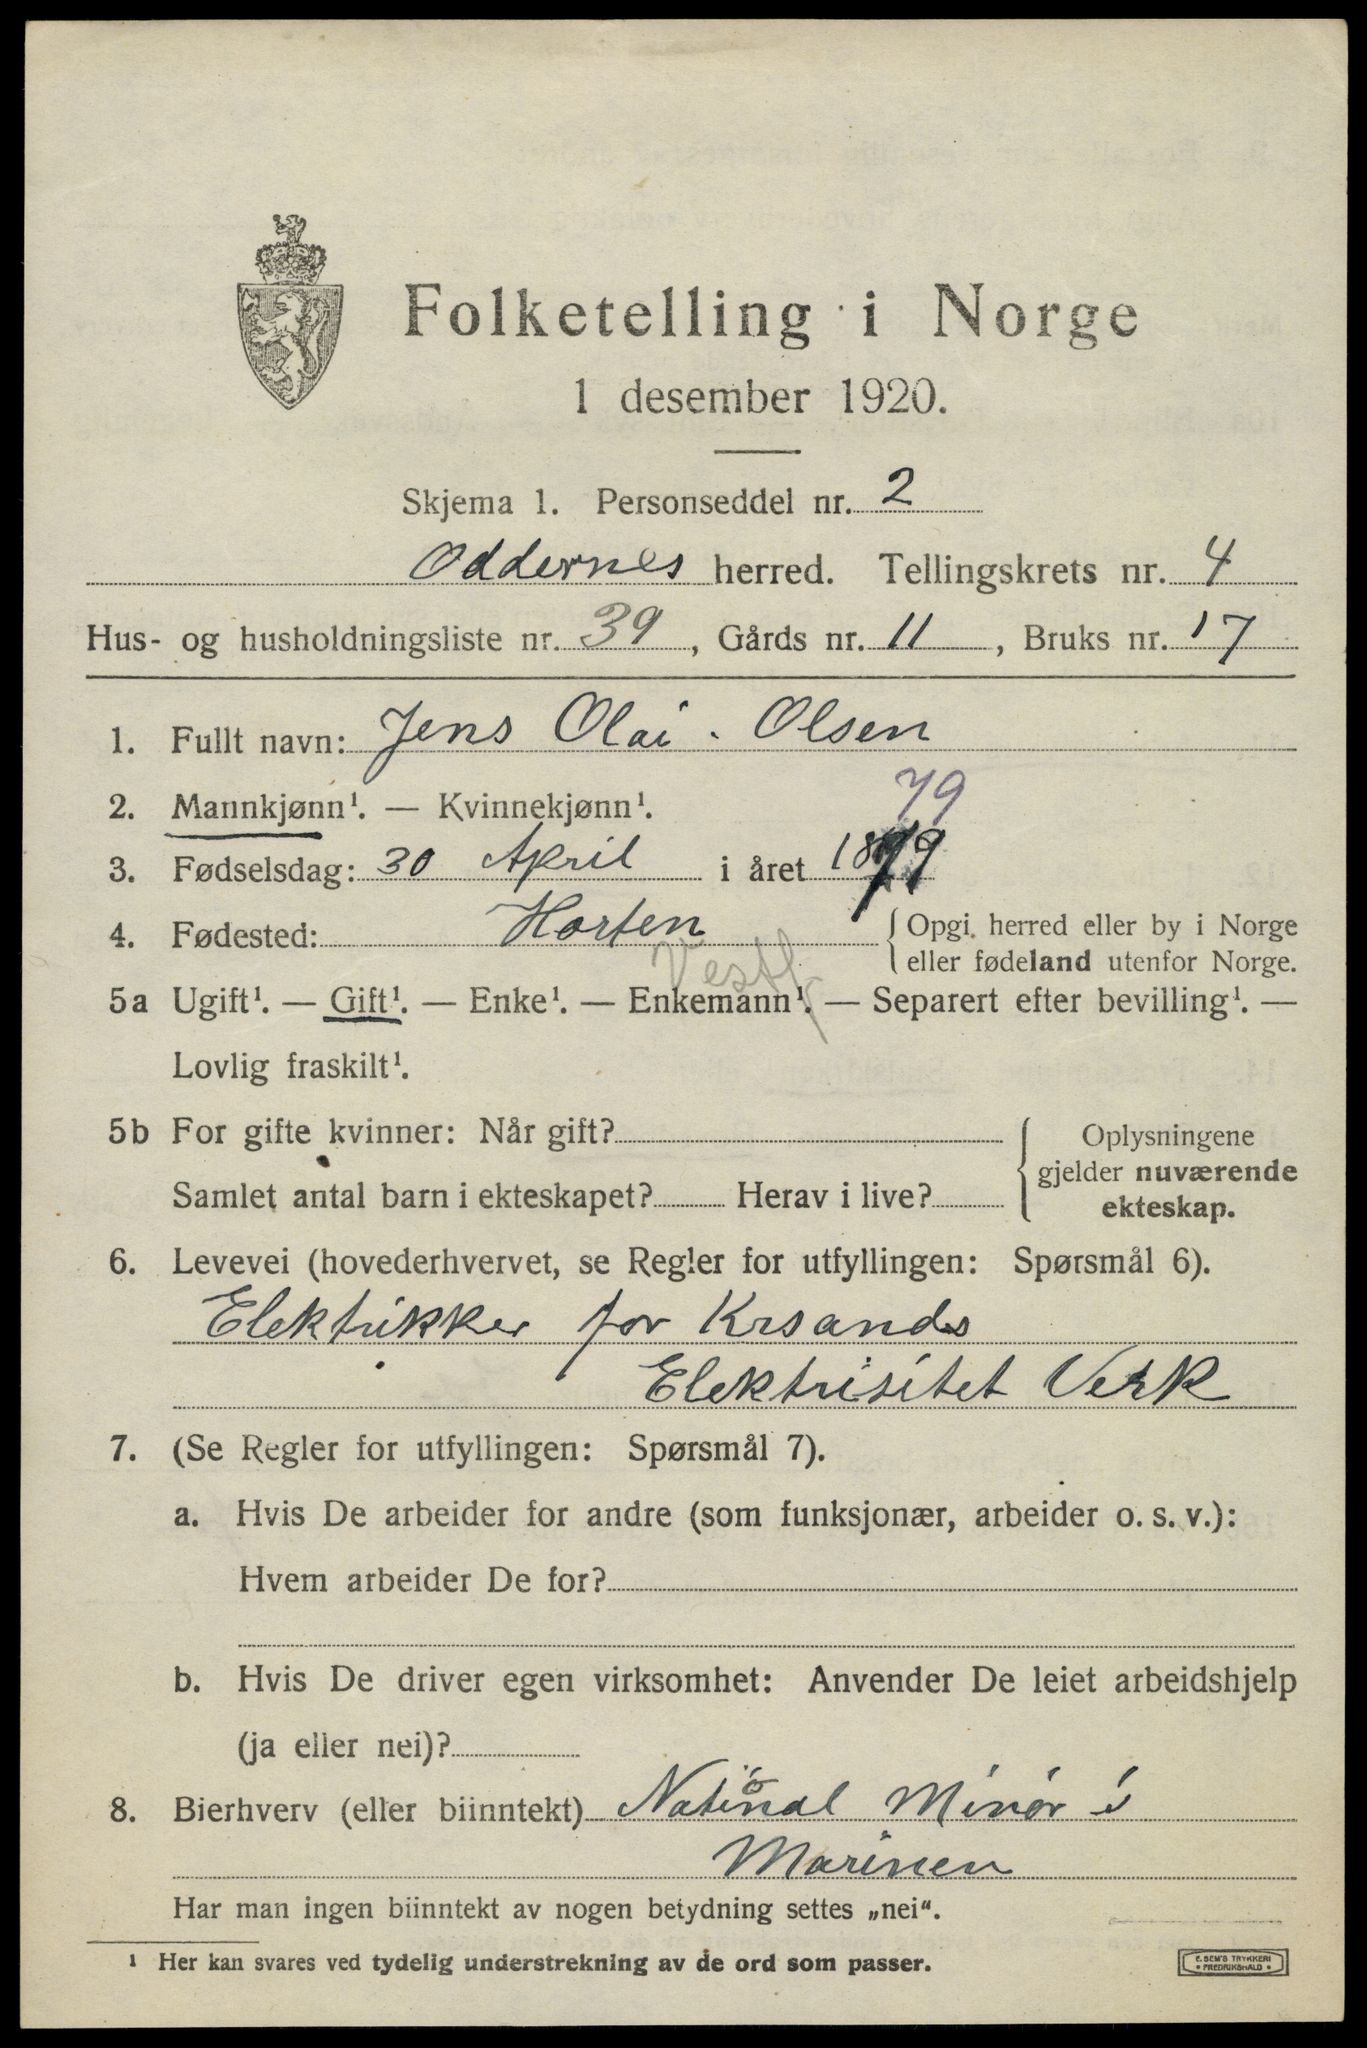 Folketelling i Norge
1 desember 1920.
Skjema 1. Personseddel nr. 2
Oddernes herred. Tellingskrets nr. 4
Hus- og husholdningsliste nr. 39, Gårds nr. 11, Bruks nr. 17
1. Fullt navn: Jens Olai. Olsen
2. Mannkjønn¹. — Kvinnekjønn¹.
79
3. Fødselsdag: 30 April i året 1879
4. Fødested: Horten { Opgi herred eller by i Norge
eller fødeland utenfor Norge.
Vestf
5a Ugift¹. — Gift¹. — Enke¹. — Enkemann¹. — Separert efter bevilling¹. —
Lovlig fraskilt¹.
5b For gifte kvinner: Når gift? { Oplysningene
gjelder nuværende
Samlet antal barn i ekteskapet? Herav i live? ekteskap.
6. Levevei (hovederhvervet, se Regler for utfyllingen: Spørsmål 6).
Elektrikker for Krsands
Elektrisitet Verk
7. (Se Regler for utfyllingen: Spørsmål 7).
a. Hvis De arbeider for andre (som funksjonær, arbeider o. s. v.):
Hvem arbeider De for?
b. Hvis De driver egen virksomhet: Anvender De leiet arbeidshjelp
(ja eller nei)?
8. Bierhverv (eller biinntekt) Nationál Minør i
Marinen
Har man ingen biinntekt av nogen betydning settes „nei“.
¹ Her kan svares ved tydelig understrekning av de ord som passer.
E. SEM'S TRYKKERI
• FREDRIKSHALD •